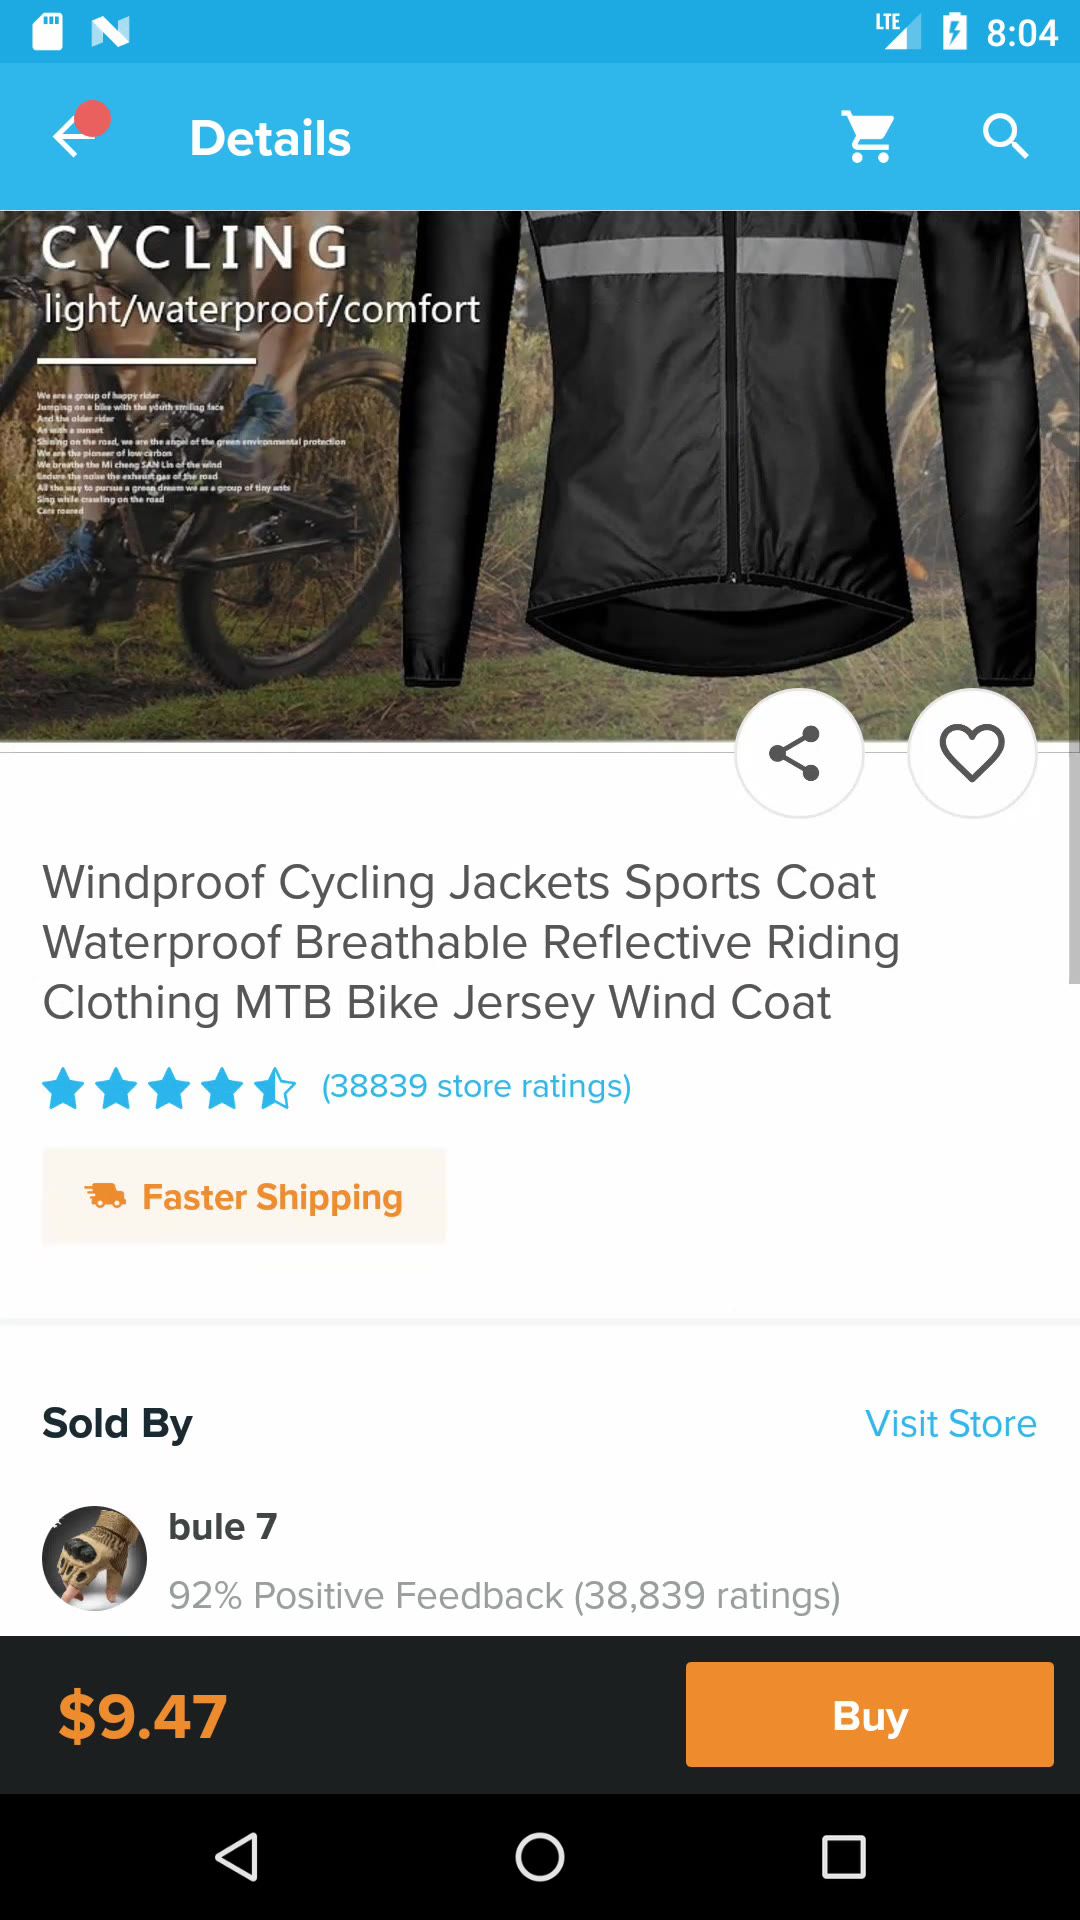 LTE 8:04
Details
CYCLING
light/waterproof/comfort
We are a group of happy rider
Jumping on a bike with the youth smiling face
And the older rider
As with a sunset
Shining on the road, we are the angel of the green environmental protection
We are the pioneer of low carbon
We breathe the Mi cheng SAN Lin of the wind
Endure the noise the exhaust gas of the road
All the way to pursue a green dream we as a group of tiny ants
Sing while crawling on the road
Care roared
Windproof Cycling Jackets Sports Coat
Waterproof Breathable Reflective Riding
Clothing MTB Bike Jersey Wind Coat
(38839 store ratings)
Faster Shipping
Sold By
Visit Store
bule 7
92% Positive Feedback (38,839 ratings)
$9.47
Buy